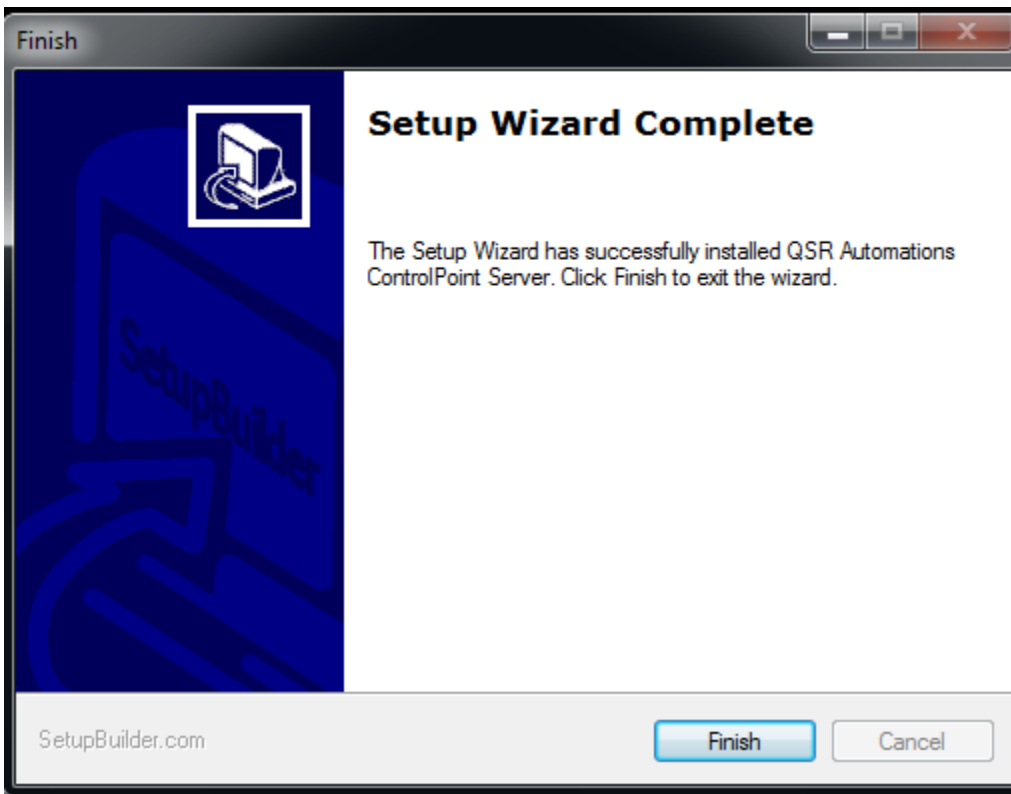 Finish
Setup Wizard Complete
The Setup Wizard has successfully installed QSR Automations
ControlPoint Server. Click Finish to exit the wizard.
SetupBuilder
SetupBuilder.com
Finish
Cancel